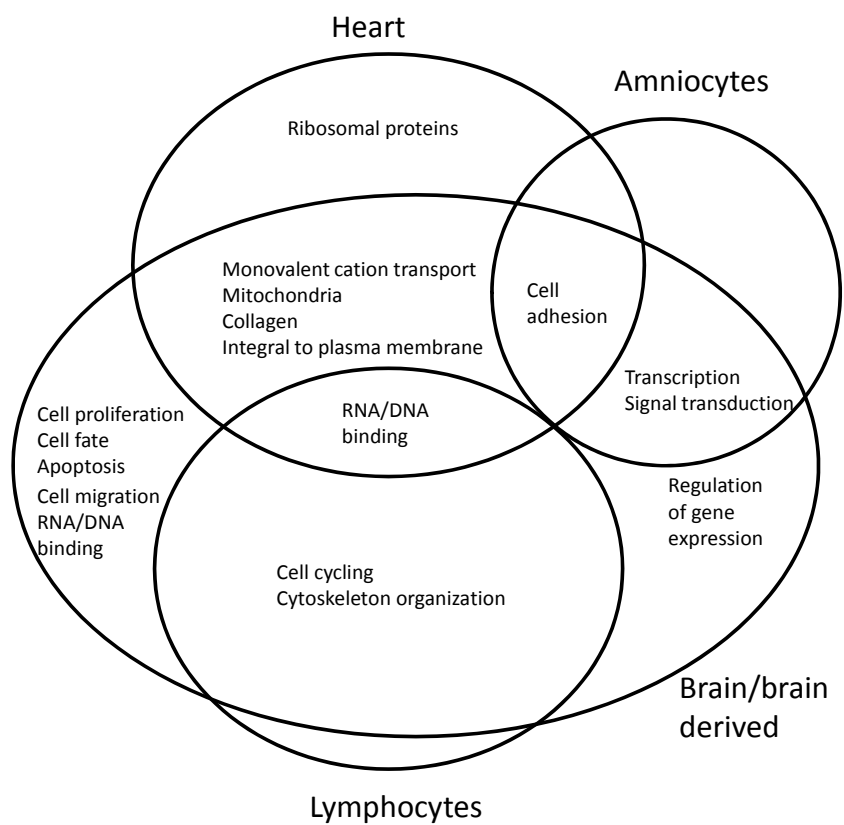 Heart
Amniocytes
Ribosomal proteins
Monovalent cation transport
Mitochondria
Collagen
Integral to plasma membrane
Cell
adhesion
Transcription
Signal transduction
RNA/DNA
binding
Cell proliferation
Cell fate
Apoptosis
Cell migration
RNA/DNA
binding
Regulation
of gene
expression
Cell cycling
Cytoskeleton organization
Brain/brain
derived
Lymphocytes